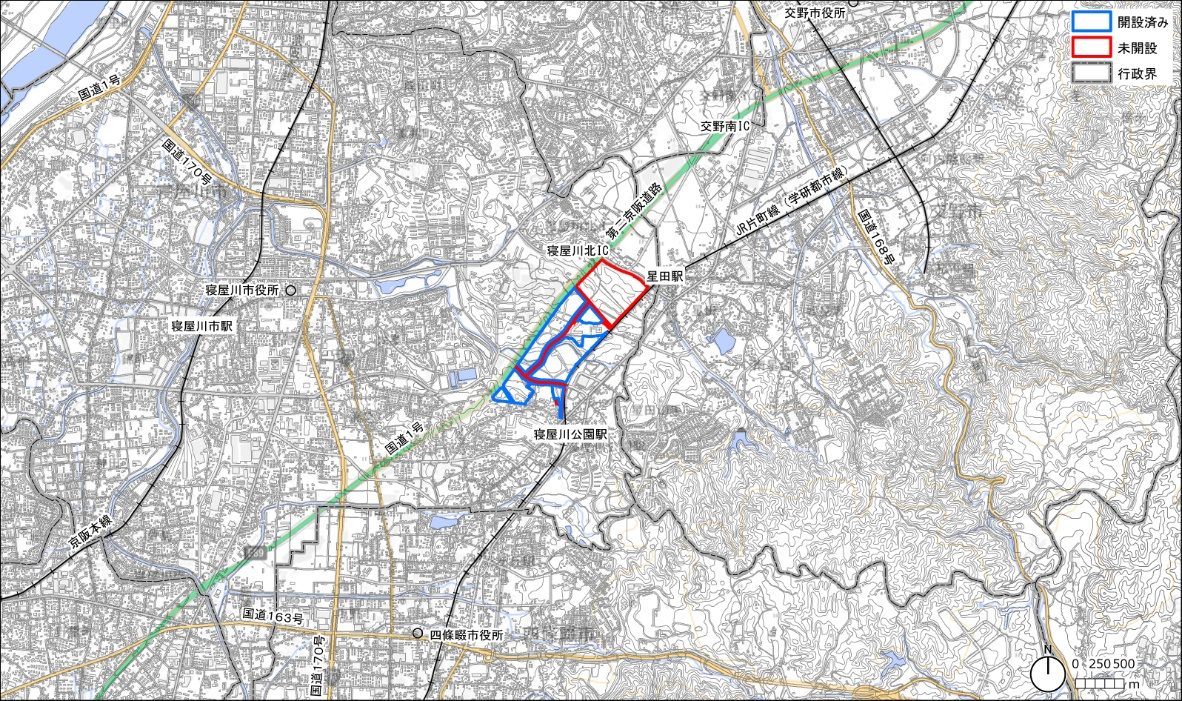 交野市役所
開設済み
未開設
行政界
国道1号
交野南IC
国道170号
第二京阪道路
JR片町線（学研都市線）
国道168号
寝屋川北IC
星田駅
寝屋川市役所
寝屋川市駅
寝屋川公園駅
国道1号
京阪本線
国道163号
四條畷市役所
四條畷市
国道170号
N
0 250 500
m